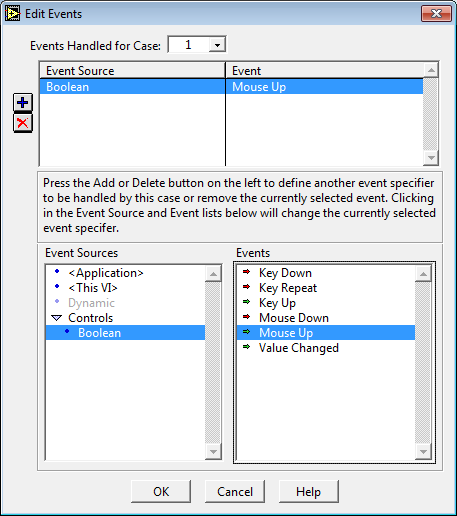 Edit Events
Events Handled for Case: 1
Event Source Event
Boolean Mouse Up
Press the Add or Delete button on the left to define another event specifier
to be handled by this case or remove the currently selected event. Clicking
in the Event Source and Event lists below will change the currently selected
event specifer.
Event Sources
<Application>
<This VI>
Dynamic
Controls
Boolean
Events
Key Down
Key Repeat
Key Up
Mouse Down
Mouse Up
Value Changed
OK Cancel Help